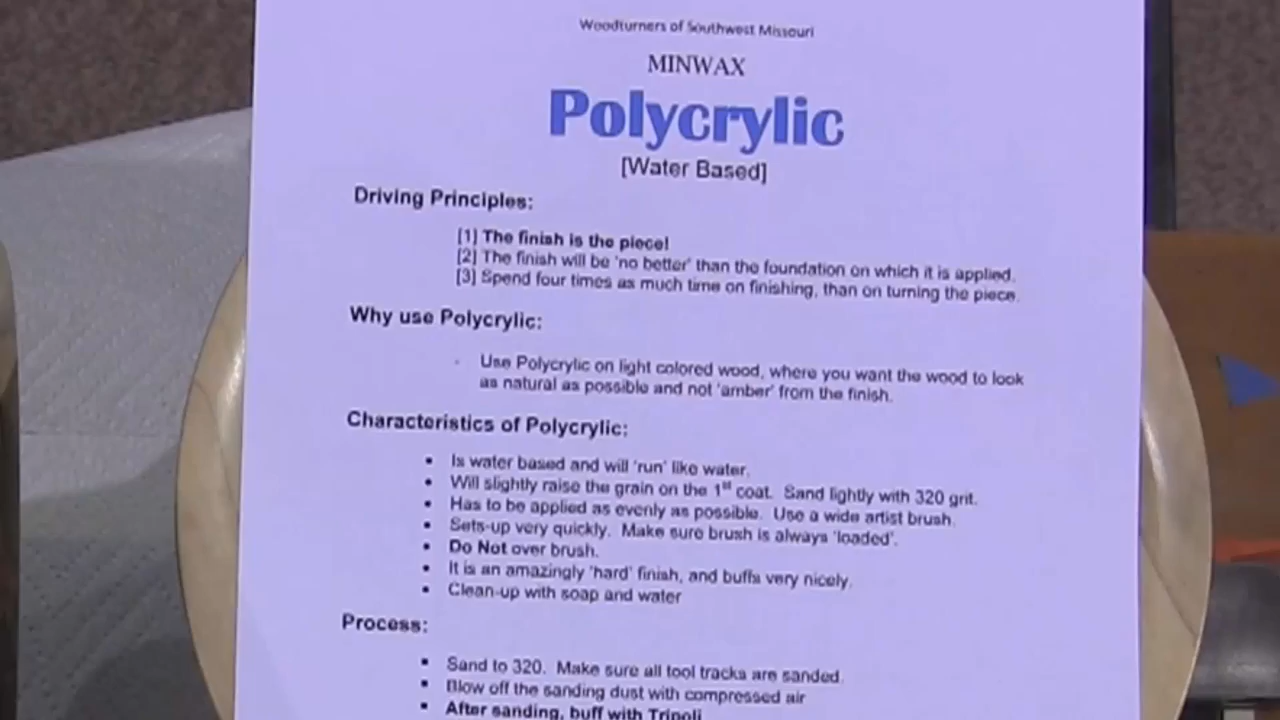 Woodturners of Southwest Missouri
MINWAX
Polycrylic
[Water Based]
Driving Principles:
[1] The finish is the piece!
[2] The finish will be 'no better' than the foundation on which it is applied.
[3] Spend four times as much time on finishing, than on turning the piece.
Why use Polycrylic:
- Use Polycrylic on light colored wood, where you want the wood to look
as natural as possible and not 'amber' from the finish.
Characteristics of Polycrylic:
• Is water based and will 'run' like water.
• Will slightly raise the grain on the 1st coat. Sand lightly with 320 grit.
• Has to be applied as evenly as possible. Use a wide artist brush.
• Sets-up very quickly. Make sure brush is always 'loaded'.
• Do Not over brush.
• It is an amazingly 'hard' finish, and buffs very nicely.
• Clean-up with soap and water
Process:
• Sand to 320. Make sure all tool tracks are sanded.
• Blow off the sanding dust with compressed air
• After sanding, buff with Tripoli